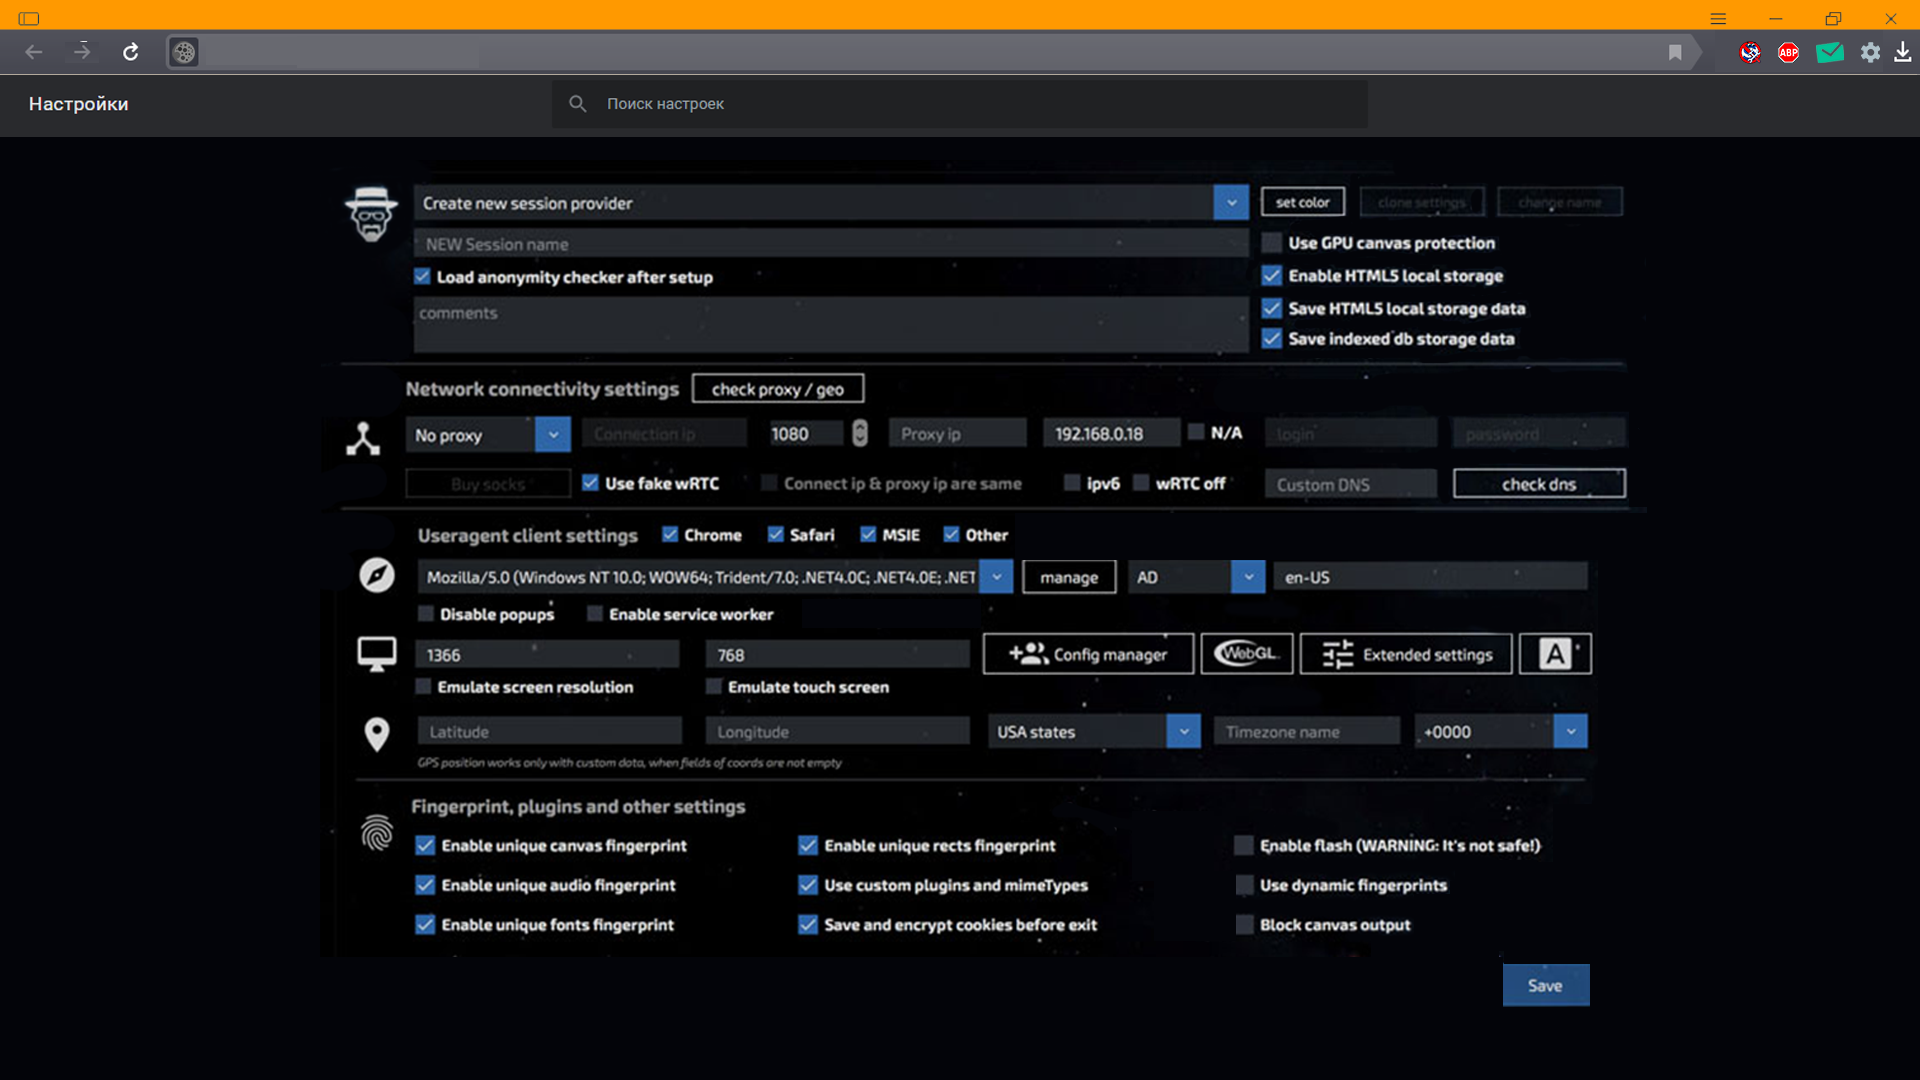 Настройки
Поиск настроек
Create new session provider
set color
clone settings
change name
NEW Session name
Use GPU canvas protection
Load anonymity checker after setup
Enable HTML5 local storage
comments
Save HTML5 local storage data
Save indexed db storage data
Network connectivity settings
check proxy / geo
No proxy
Connection ip
1080
Proxy ip
192.168.0.18
N/A
login
password
Buy socks
Use fake wRTC
Connect ip & proxy ip are same
ipv6
wRTC off
Custom DNS
check dns
Useragent client settings
Chrome
Safari
MSIE
Other
Mozilla/5.0 (Windows NT 10.0; WOW64; Trident/7.0; .NET4.0C; .NET4.0E; .NET
manage
AD
en-US
Disable popups
Enable service worker
1366
768
Config manager
WebGL
Extended settings
A
Emulate screen resolution
Emulate touch screen
Latitude
Longitude
USA states
Timezone name
+0000
GPS position works only with custom data, when fields of coords are not empty
Fingerprint, plugins and other settings
Enable unique canvas fingerprint
Enable unique rects fingerprint
Enable flash (WARNING: It's not safe!)
Enable unique audio fingerprint
Use custom plugins and mimeTypes
Use dynamic fingerprints
Enable unique fonts fingerprint
Save and encrypt cookies before exit
Block canvas output
Save
ABP